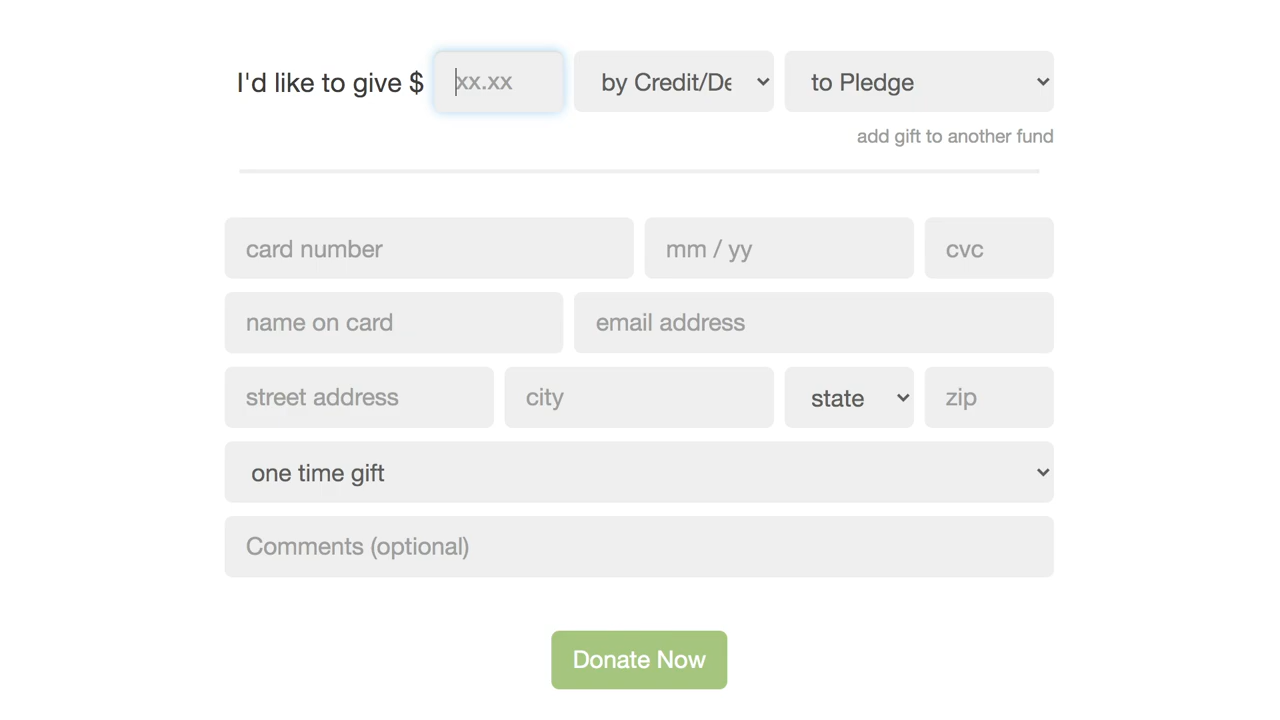 I'd like to give $ xx.xx by Credit/De to Pledge
add gift to another fund
card number mm / yy cvc
name on card email address
street address city state zip
one time gift
Comments (optional)
Donate Now